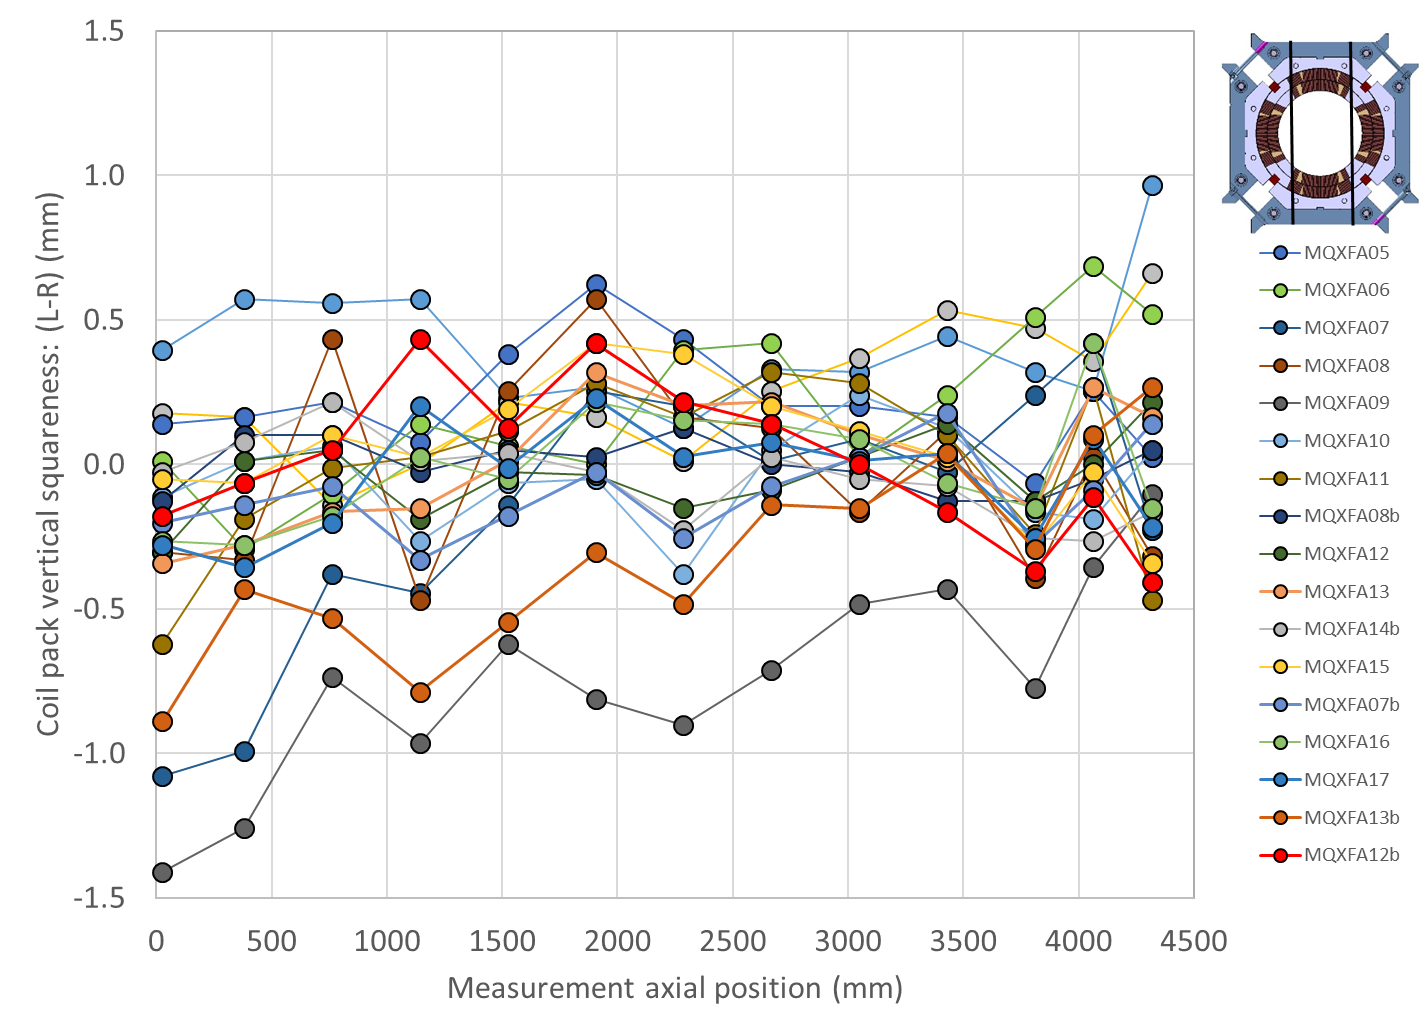 Coil pack vertical squareness: (L-R) (mm)
1.5
1.0
0.5
0.0
-0.5
-1.0
-1.5
0 500 1000 1500 2000 2500 3000 3500 4000 4500
Measurement axial position (mm)
MQXFA05
MQXFA06
MQXFA07
MQXFA08
MQXFA09
MQXFA10
MQXFA11
MQXFA08b
MQXFA12
MQXFA13
MQXFA14b
MQXFA15
MQXFA07b
MQXFA16
MQXFA17
MQXFA13b
MQXFA12b